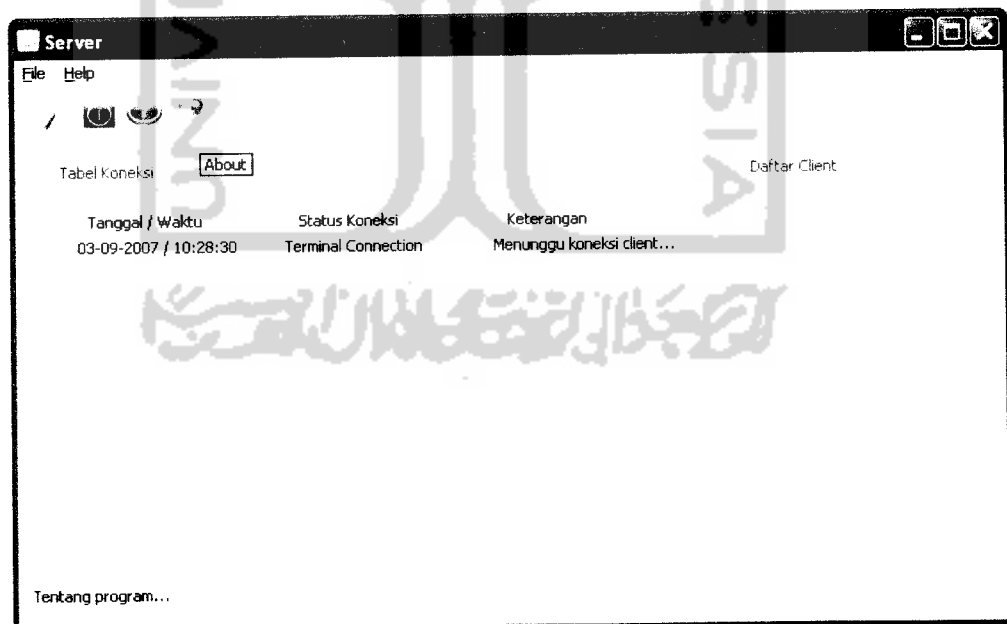 Server
File Help
About
Tabel Koneksi
Daftar Client
Tanggal / Waktu Status Koneksi Keterangan
03-09-2007 / 10:28:30 Terminal Connection Menunggu koneksi client...
Tentang program...